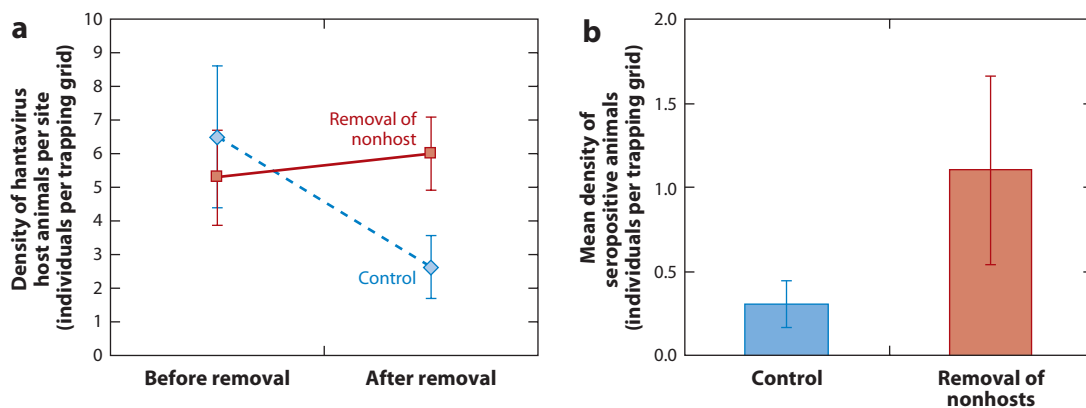 a
Density of hantavirus
host animals per site
(individuals per trapping grid)
10
9
8
7
6
5
4
3
2
1
0
Removal of
nonhost
Control
Before removal
After removal
b
Mean density of
seropositive animals
(individuals per trapping grid)
2.0
1.5
1.0
0.5
0.0
Control
Removal of
nonhosts